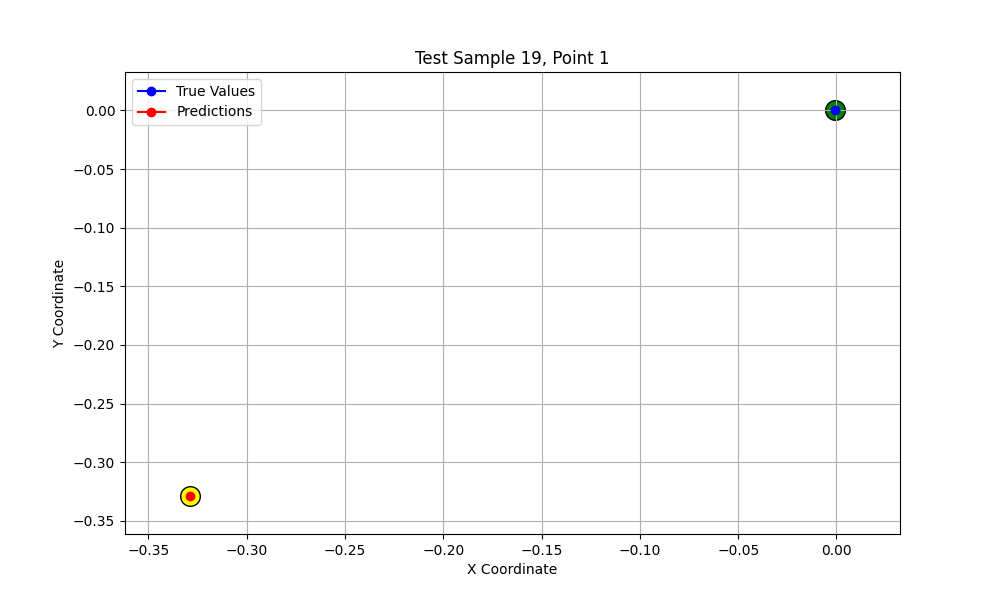 Test Sample 19, Point 1
True Values
Predictions
0.00
−0.05
−0.10
−0.15
−0.20
−0.25
−0.30
−0.35
Y Coordinate
−0.35 −0.30 −0.25 −0.20 −0.15 −0.10 −0.05 0.00
X Coordinate